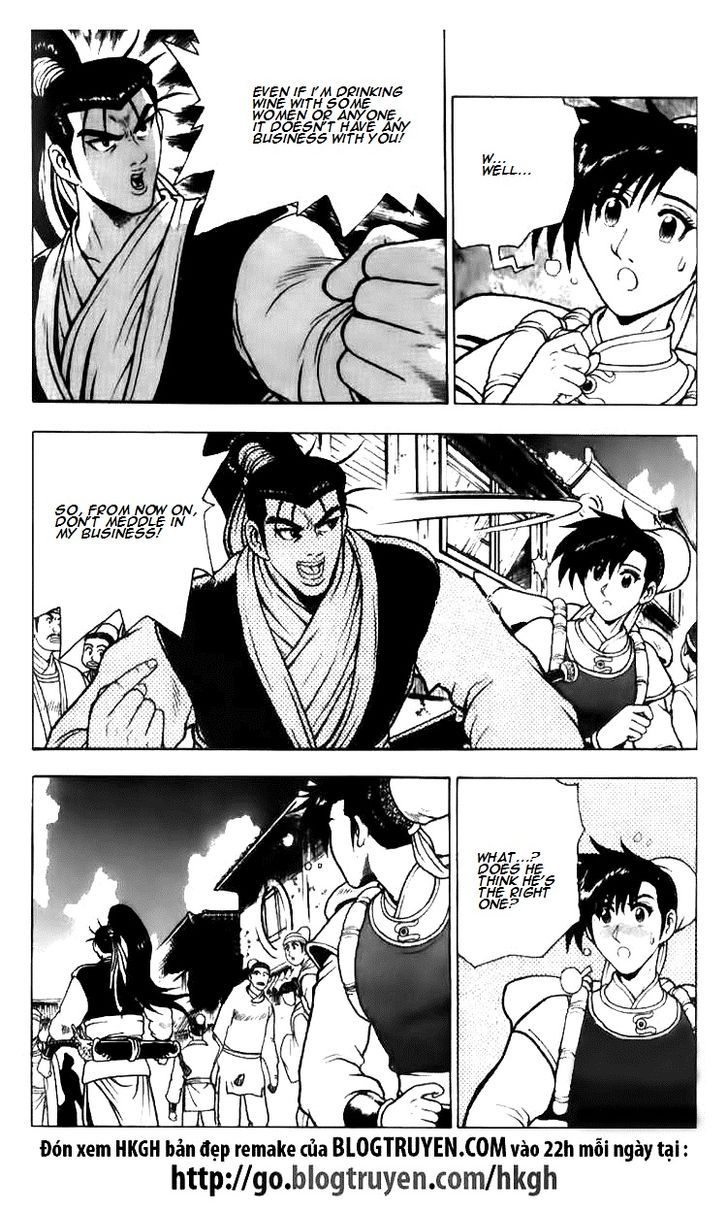 EVEN IF I'M DRINKING
WINE WITH SOME
WOMEN OR ANYONE,
IT DOESN'T HAVE ANY
BUSINESS WITH YOU!
W...
WELL...
SO, FROM NOW ON,
DON'T MEDDLE IN
MY BUSINESS!
WHAT...?
DOES HE
THINK HE'S
THE RIGHT
ONE?
Đón xem HKGH bản đẹp remake của BLOGTRUYEN.COM vào 22h mỗi ngày tại :
http://go.blogtruyen.com/hkgh